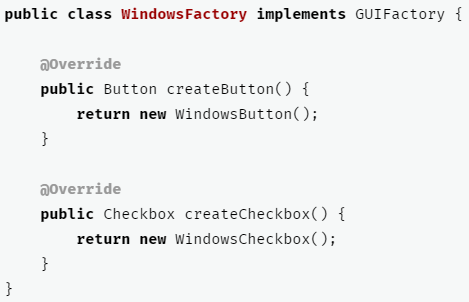 public class WindowsFactory implements GUIFactory {
@Override
public Button createButton() {
return new WindowsButton();
}
@Override
public Checkbox createCheckbox() {
return new WindowsCheckbox();
}
}